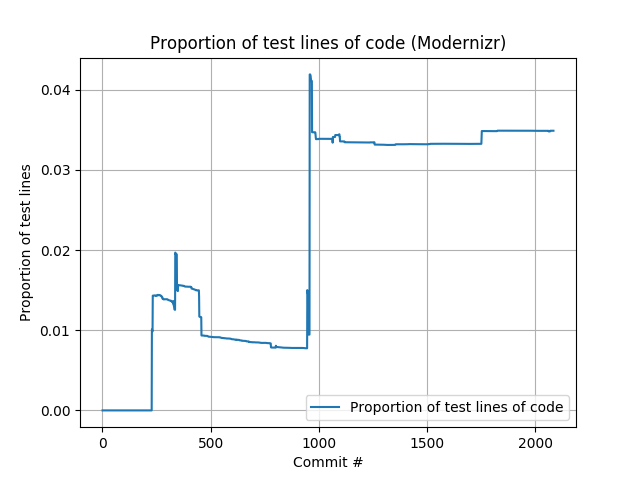 Proportion of test lines of code (Modernizr)
Proportion of test lines
0.04
0.03
0.02
0.01
0.00
Proportion of test lines of code
0 500 1000 1500 2000
Commit #